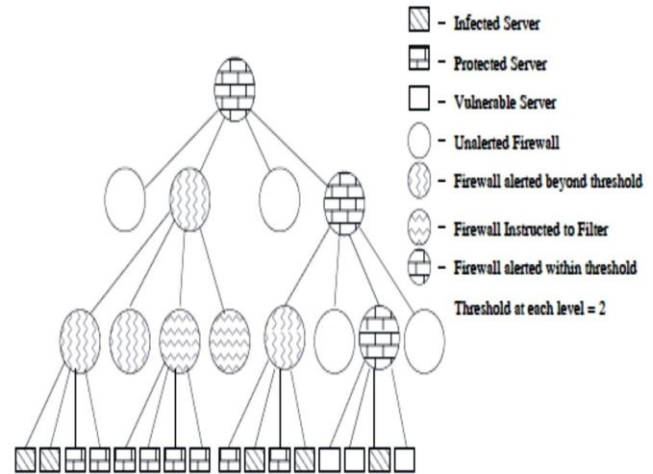 – Infected Server
– Protected Server
– Vulnerable Server
– Unalerted Firewall
– Firewall alerted beyond threshold
– Firewall Instructed to Filter
– Firewall alerted within threshold
Threshold at each level = 2